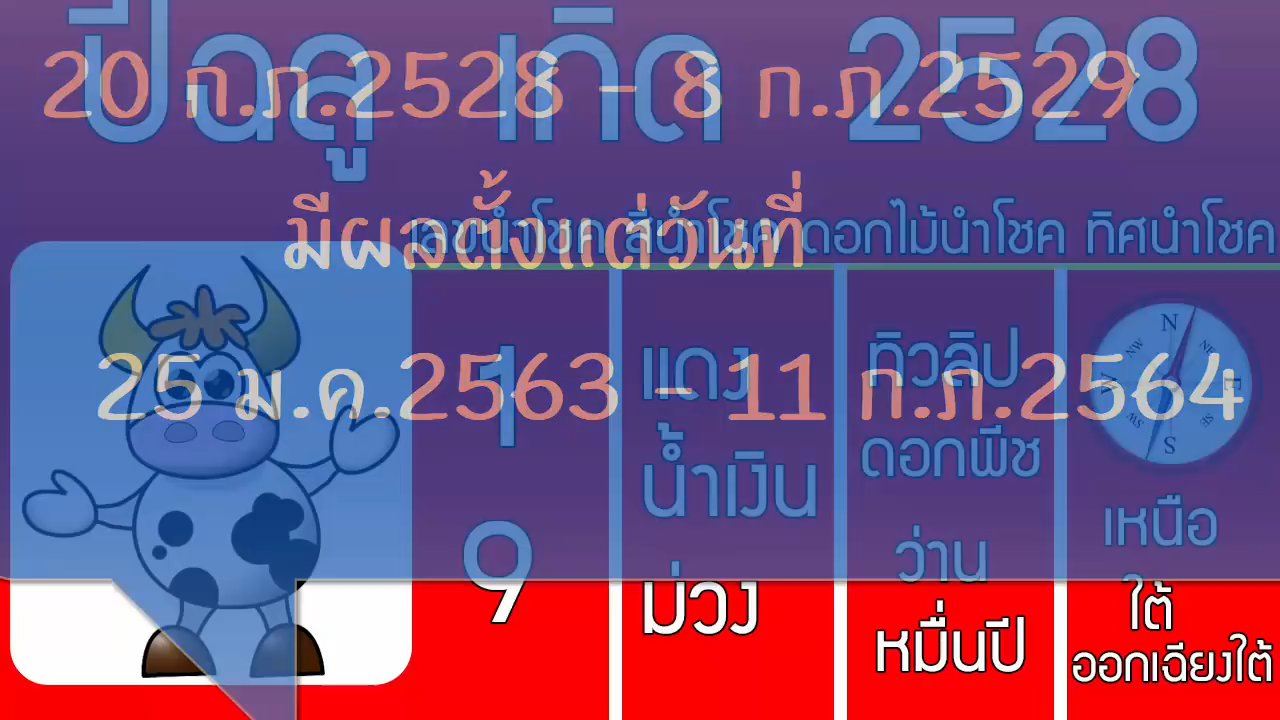 ปีฉลู เกิด 2528
20 ก.ภ.2528 - 8 ก.ภ.2529
มีผลตั้งแต่วันที่
เลขนำโชค สีนำโชค ดอกไม้นำโชค ทิศนำโชค
25 ม.ค.2563 - 11 ก.ภ.2564
1
9
แดง
น้ำเงิน
ม่วง
ทิวลิป
ดอกพีช
ว่าน
หมื่นปี
N
NE
E
SE
S
SW
NW
เหนือ
ใต้
ออกเฉียงใต้